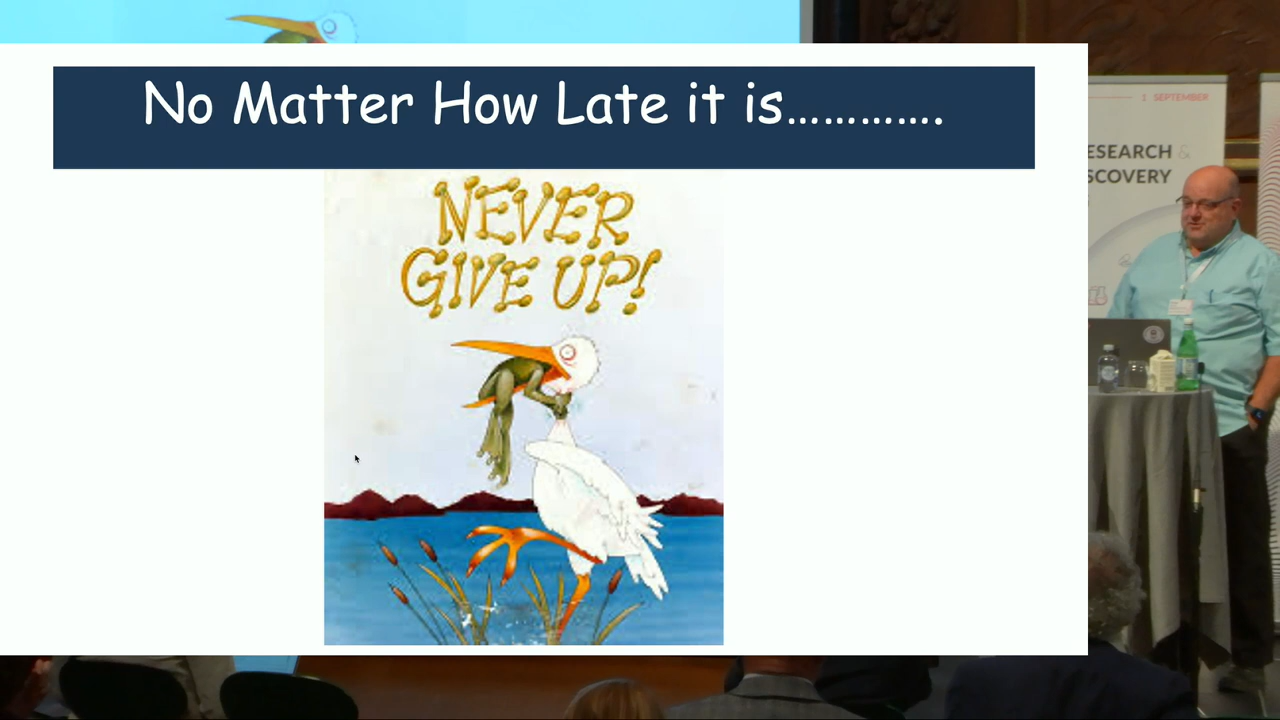 No Matter How Late it is………….
NEVER
GIVE UP!
1 SEPTEMBER
ESEARCH &
SCOVERY